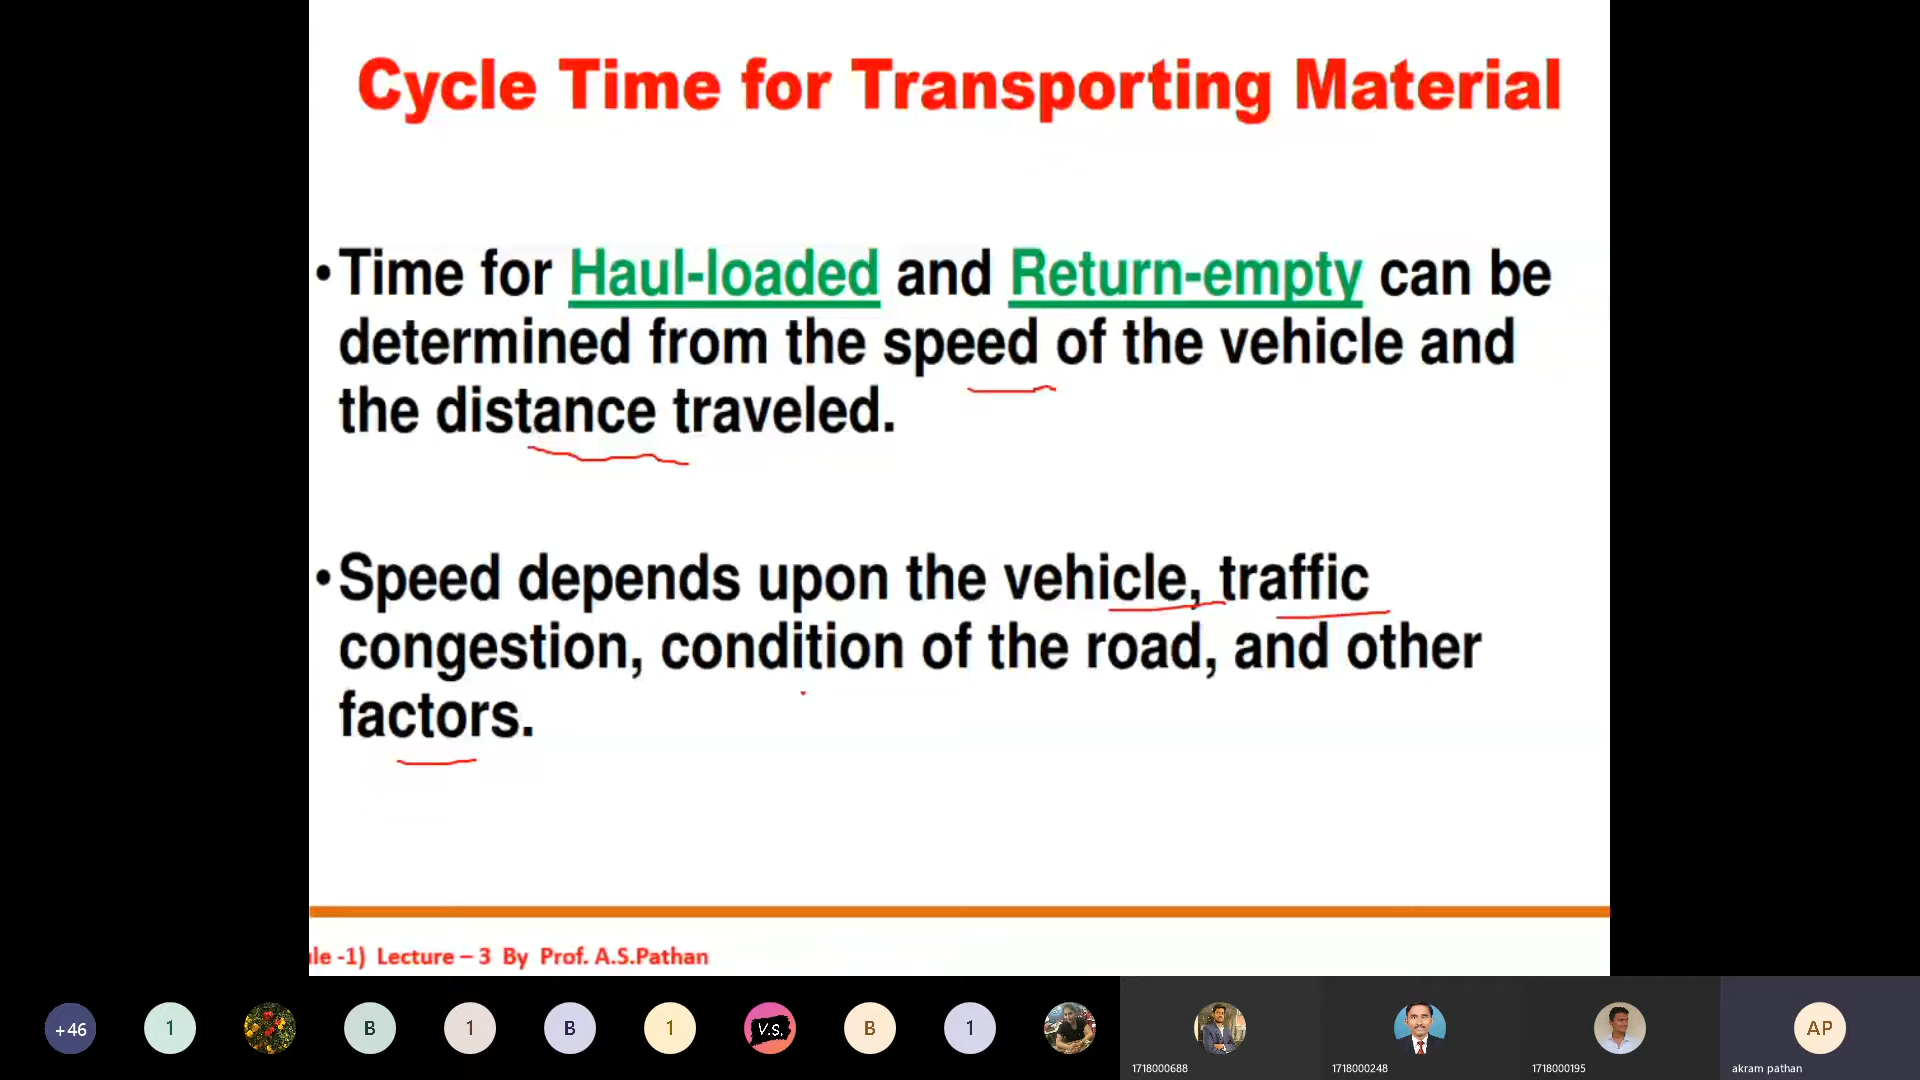 Cycle Time for Transporting Material
•Time for Haul-loaded and Return-empty can be
determined from the speed of the vehicle and
the distance traveled.
•Speed depends upon the vehicle, traffic
congestion, condition of the road, and other
factors.
le -1) Lecture – 3 By Prof. A.S.Pathan
+46 1 B 1 B 1 V.S. B 1 AP
1718000688 1718000248 1718000195 akram pathan